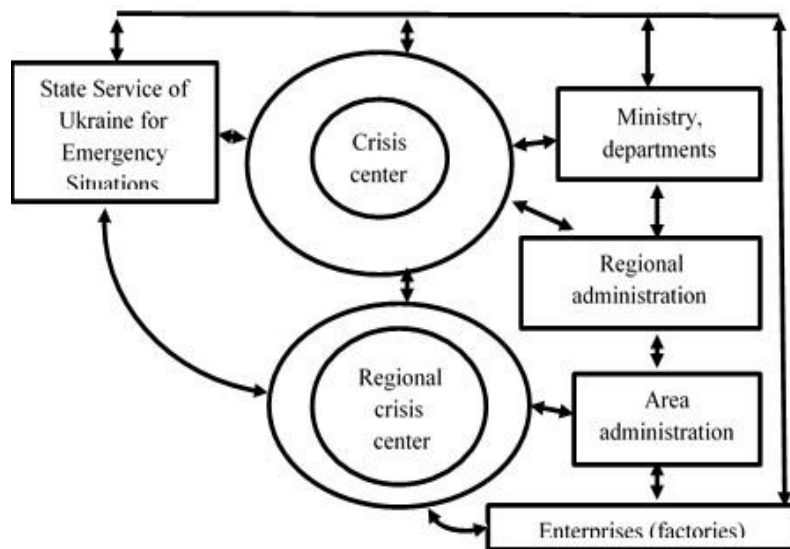 State Service of
Ukraine for
Emergency
Situations
Crisis
center
Ministry,
departments
Regional
administration
Regional
crisis
center
Area
administration
Enterprises (factories)